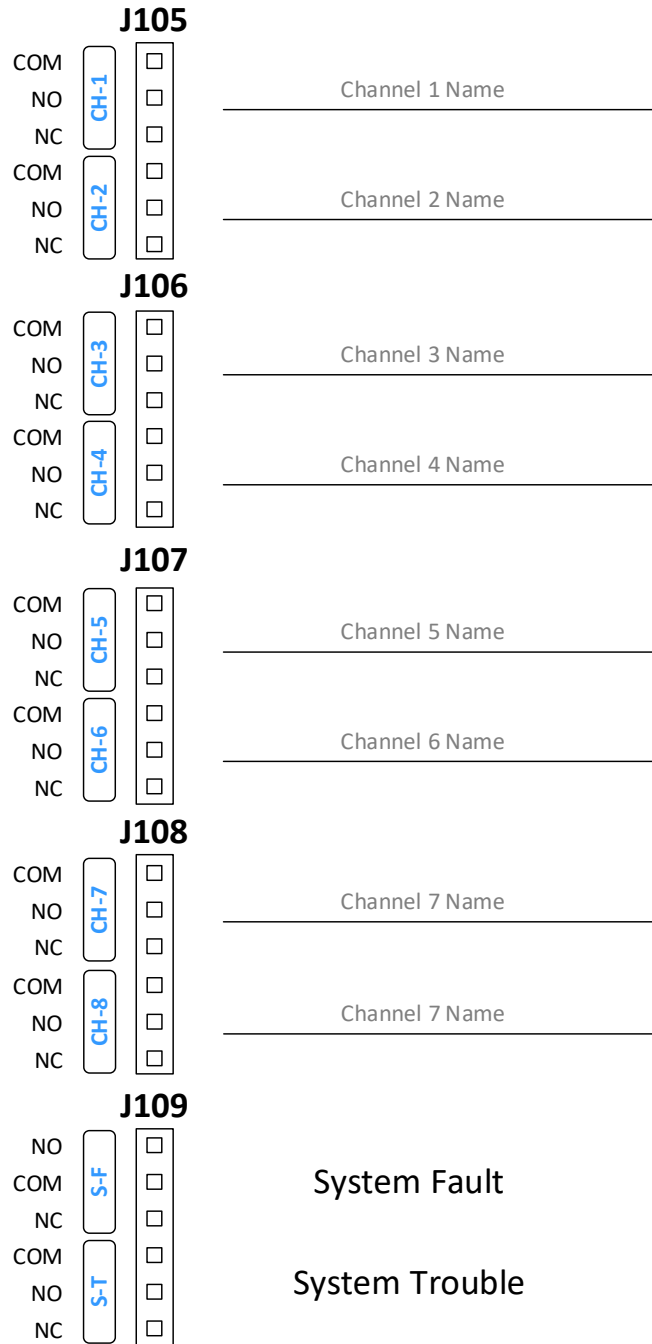 J105
COM
NO
NC
CH-1
Channel 1 Name
COM
NO
NC
CH-2
Channel 2 Name
J106
COM
NO
NC
CH-3
Channel 3 Name
COM
NO
NC
CH-4
Channel 4 Name
J107
COM
NO
NC
CH-5
Channel 5 Name
COM
NO
NC
CH-6
Channel 6 Name
J108
COM
NO
NC
CH-7
Channel 7 Name
COM
NO
NC
CH-8
Channel 7 Name
J109
NO
COM
NC
S-F
System Fault
COM
NO
NC
S-T
System Trouble